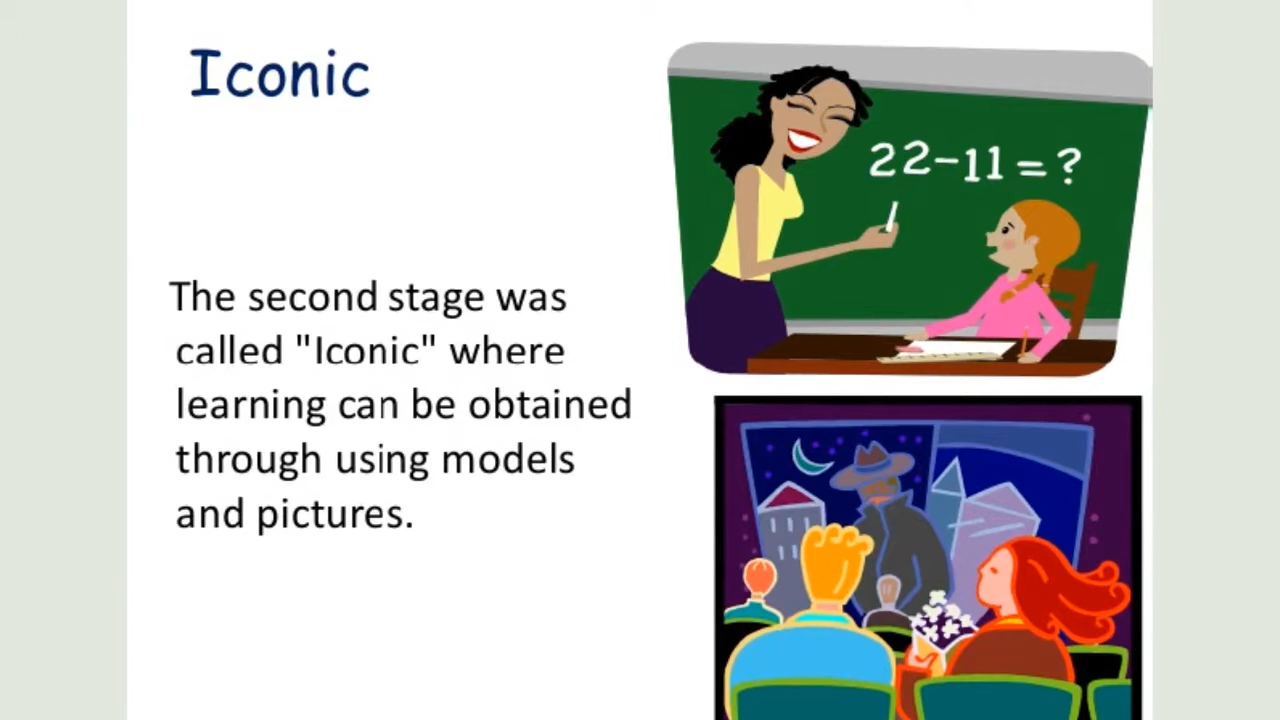 Iconic
22-11=?
The second stage was
called "Iconic" where
learning can be obtained
through using models
and pictures.